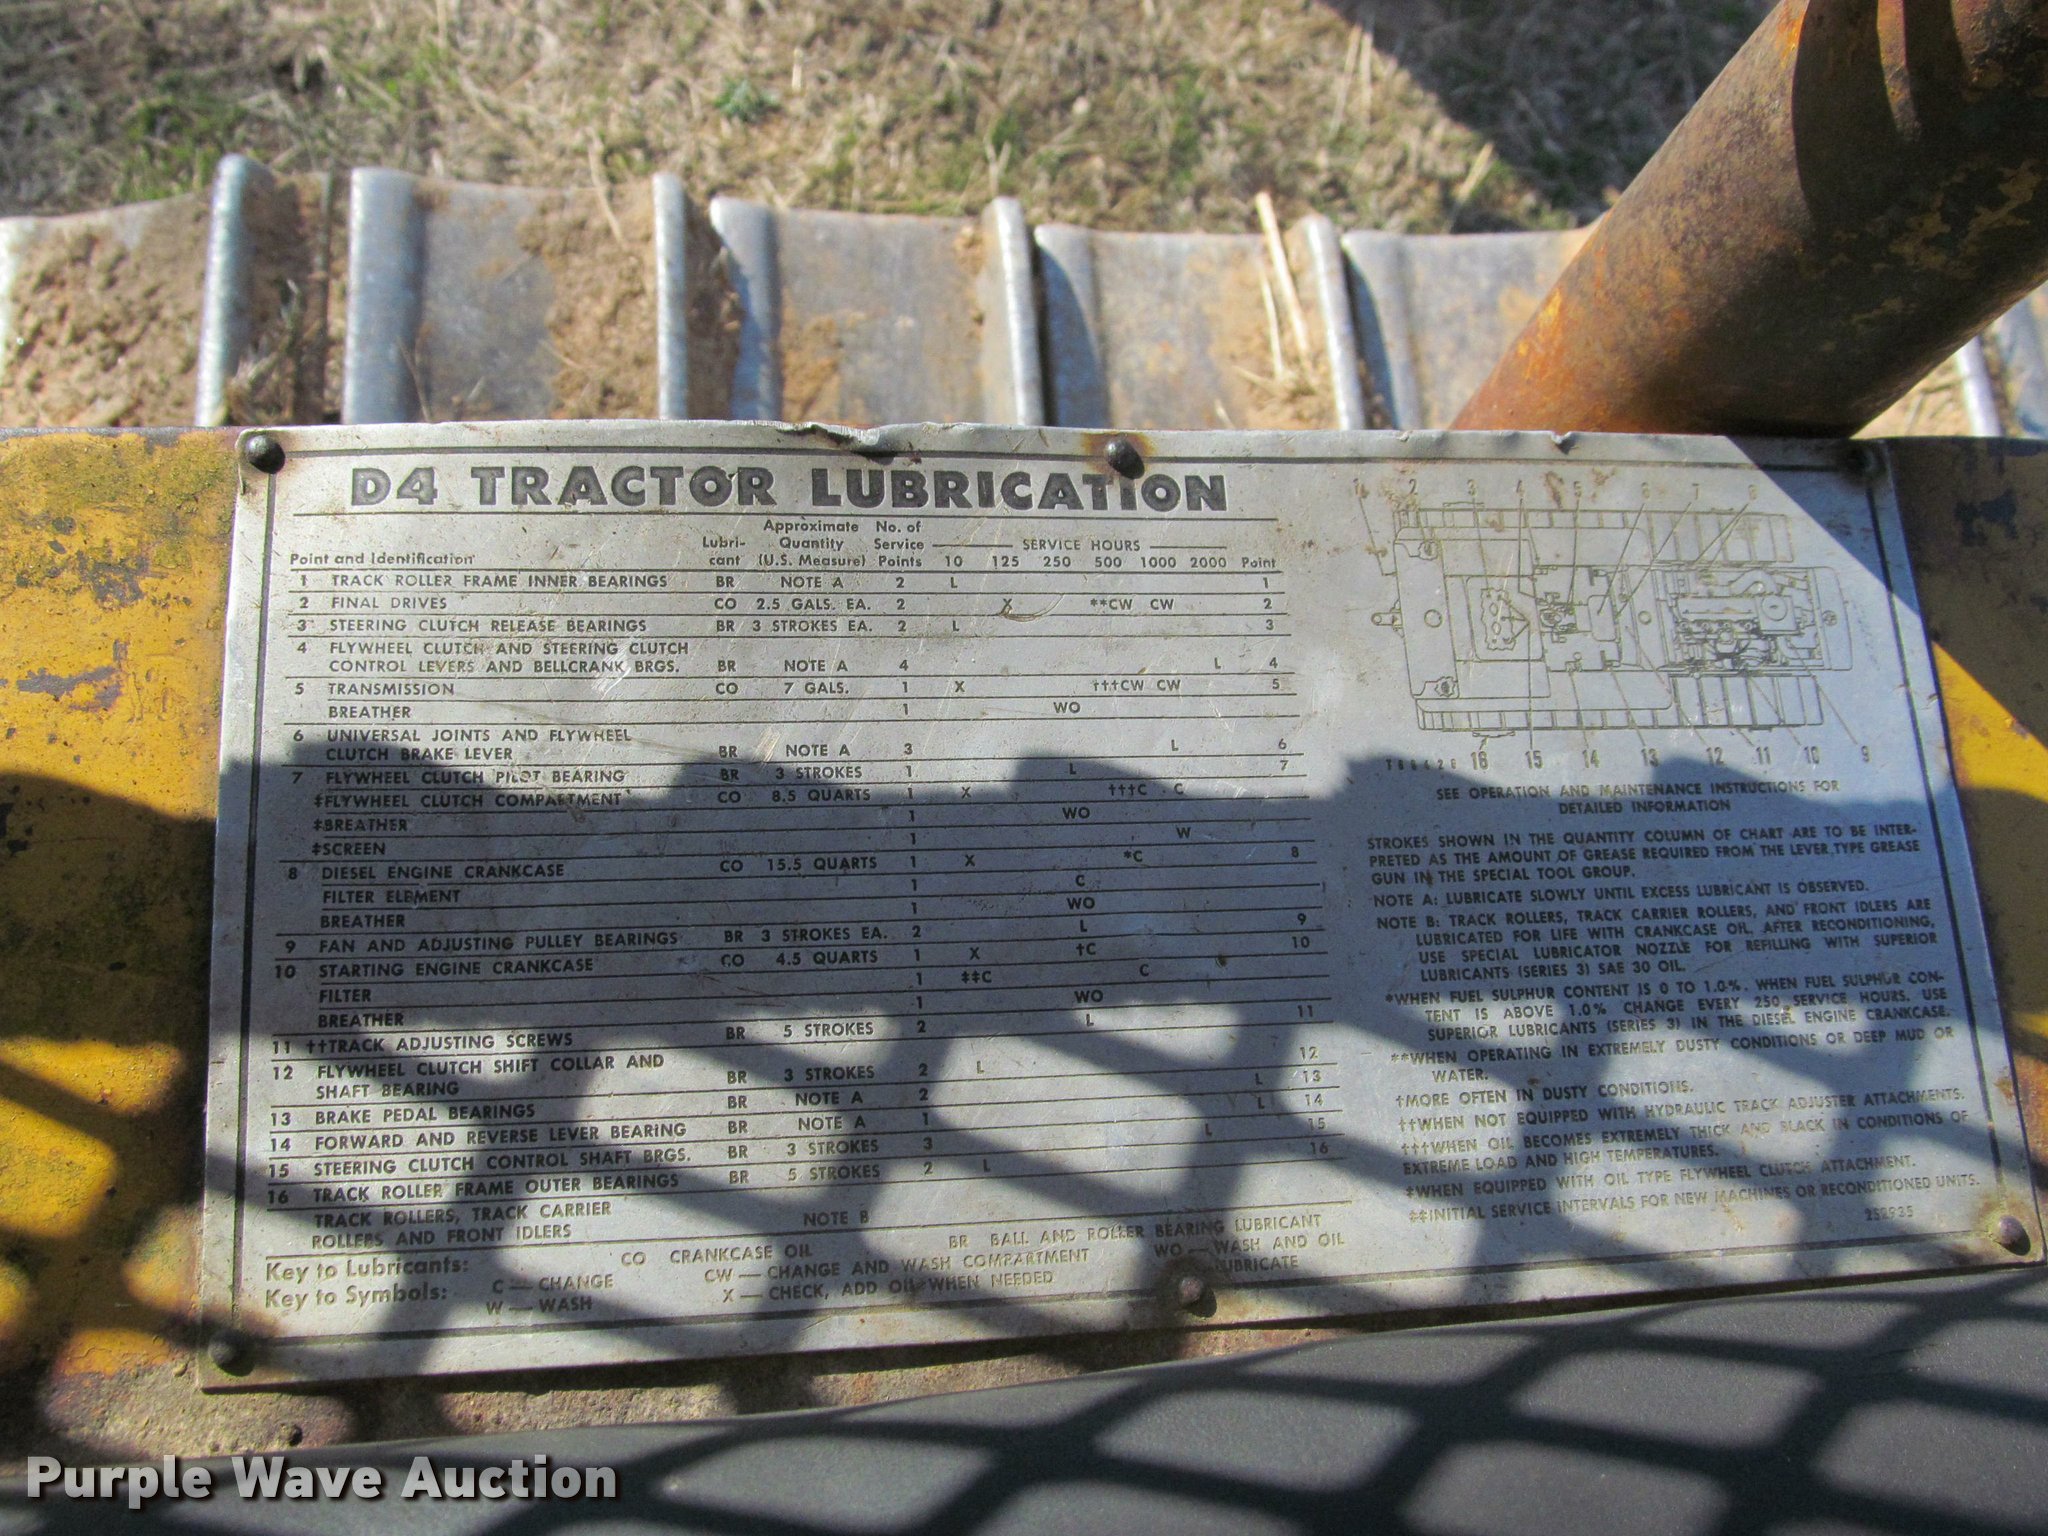 D4 TRACTOR LUBRICATION
Point and Identification Lubri-cant Approximate Quantity (U.S. Measure) No. of Service Points SERVICE HOURS 10 125 250 500 1000 2000 Point
1 TRACK ROLLER FRAME INNER BEARINGS BR NOTE A 2 L 1
2 FINAL DRIVES CO 2.5 GALS. EA. 2 X **CW CW 2
3 STEERING CLUTCH RELEASE BEARINGS BR 3 STROKES EA. 2 L 3
4 FLYWHEEL CLUTCH AND STEERING CLUTCH
CONTROL LEVERS AND BELLCRANK BRGS. BR NOTE A 4 L 4
5 TRANSMISSION CO 7 GALS. 1 X †††CW CW 5
BREATHER 1 WO
6 UNIVERSAL JOINTS AND FLYWHEEL
CLUTCH BRAKE LEVER BR NOTE A 3 L 6
7 FLYWHEEL CLUTCH PILOT BEARING BR 3 STROKES 1 L 7
‡FLYWHEEL CLUTCH COMPARTMENT CO 8.5 QUARTS 1 X †††C C
‡BREATHER 1 WO
‡SCREEN 1 W
8 DIESEL ENGINE CRANKCASE CO 15.5 QUARTS 1 X *C 8
FILTER ELEMENT 1 C
BREATHER 1 WO
9 FAN AND ADJUSTING PULLEY BEARINGS BR 3 STROKES EA. 2 L 9
10 STARTING ENGINE CRANKCASE CO 4.5 QUARTS 1 X †C 10
FILTER 1 ‡‡C C
BREATHER 1 WO
11 ††TRACK ADJUSTING SCREWS BR 5 STROKES 2 L 11
12 FLYWHEEL CLUTCH SHIFT COLLAR AND
SHAFT BEARING BR 3 STROKES 2 L 12
13 BRAKE PEDAL BEARINGS BR NOTE A 2 L 13
14 FORWARD AND REVERSE LEVER BEARING BR NOTE A 1 L 14
15 STEERING CLUTCH CONTROL SHAFT BRGS. BR 3 STROKES 3 L 15
16 TRACK ROLLER FRAME OUTER BEARINGS BR 5 STROKES 2 L 16
TRACK ROLLERS, TRACK CARRIER
ROLLERS AND FRONT IDLERS NOTE B
Key to Lubricants: CO CRANKCASE OIL BR BALL AND ROLLER BEARING LUBRICANT
Key to Symbols: C — CHANGE CW — CHANGE AND WASH COMPARTMENT WO — WASH AND OIL
W — WASH X — CHECK, ADD OIL WHEN NEEDED LUBRICATE
1 2 3 4 5 6 7 8
T68426 16 15 14 13 12 11 10 9
SEE OPERATION AND MAINTENANCE INSTRUCTIONS FOR
DETAILED INFORMATION
STROKES SHOWN IN THE QUANTITY COLUMN OF CHART ARE TO BE INTER-
PRETED AS THE AMOUNT OF GREASE REQUIRED FROM THE LEVER TYPE GREASE
GUN IN THE SPECIAL TOOL GROUP.
NOTE A: LUBRICATE SLOWLY UNTIL EXCESS LUBRICANT IS OBSERVED.
NOTE B: TRACK ROLLERS, TRACK CARRIER ROLLERS, AND FRONT IDLERS ARE
LUBRICATED FOR LIFE WITH CRANKCASE OIL. AFTER RECONDITIONING,
USE SPECIAL LUBRICATOR NOZZLE FOR REFILLING WITH SUPERIOR
LUBRICANTS (SERIES 3) SAE 30 OIL.
*WHEN FUEL SULPHUR CONTENT IS 0 TO 1.0%. WHEN FUEL SULPHUR CON-
TENT IS ABOVE 1.0% CHANGE EVERY 250 SERVICE HOURS. USE
SUPERIOR LUBRICANTS (SERIES 3) IN THE DIESEL ENGINE CRANKCASE.
**WHEN OPERATING IN EXTREMELY DUSTY CONDITIONS OR DEEP MUD OR
WATER.
†MORE OFTEN IN DUSTY CONDITIONS.
††WHEN NOT EQUIPPED WITH HYDRAULIC TRACK ADJUSTER ATTACHMENTS.
†††WHEN OIL BECOMES EXTREMELY THICK AND BLACK IN CONDITIONS OF
EXTREME LOAD AND HIGH TEMPERATURES.
‡WHEN EQUIPPED WITH OIL TYPE FLYWHEEL CLUTCH ATTACHMENT.
‡‡INITIAL SERVICE INTERVALS FOR NEW MACHINES OR RECONDITIONED UNITS.
2S2935
Purple Wave Auction